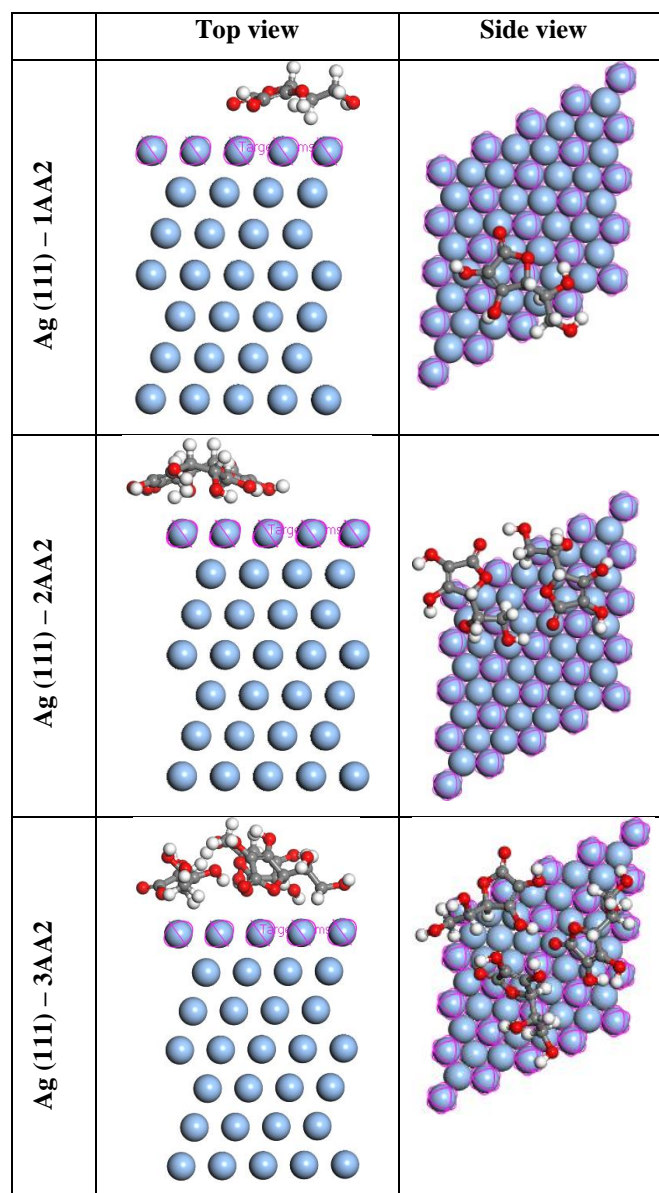 Top view
Side view
Ag (111) – 1AA2
Ag (111) – 2AA2
Ag (111) – 3AA2